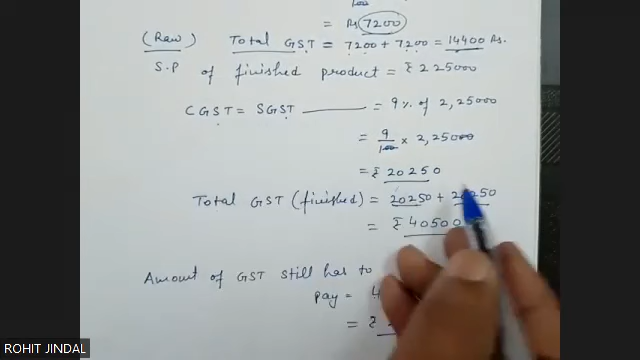 100
= Rs 7200
(Raw) Total GST = 7200 + 7200 = 14400 Rs.
S.P of finished product = ₹ 225000
CGST = SGST ——— = 9% of 2,25000
= 9/100 × 2,25000
= ₹ 20250
Total GST (finished) = 20250 + 20250
= ₹ 40500
Amount of GST still has to
pay = 4
= ₹
ROHIT JINDAL